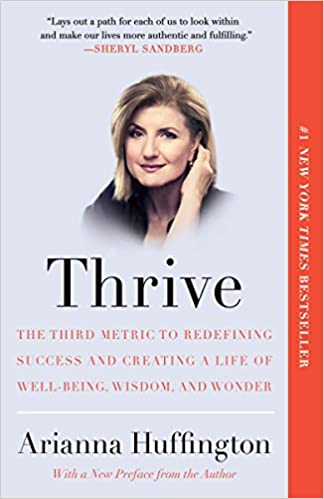 "Lays out a path for each of us to look within
and make our lives more authentic and fulfilling."
—SHERYL SANDBERG
#1 NEW YORK TIMES BESTSELLER
Thrive
THE THIRD METRIC TO REDEFINING
SUCCESS AND CREATING A LIFE OF
WELL-BEING, WISDOM, AND WONDER
Arianna Huffington
With a New Preface from the Author